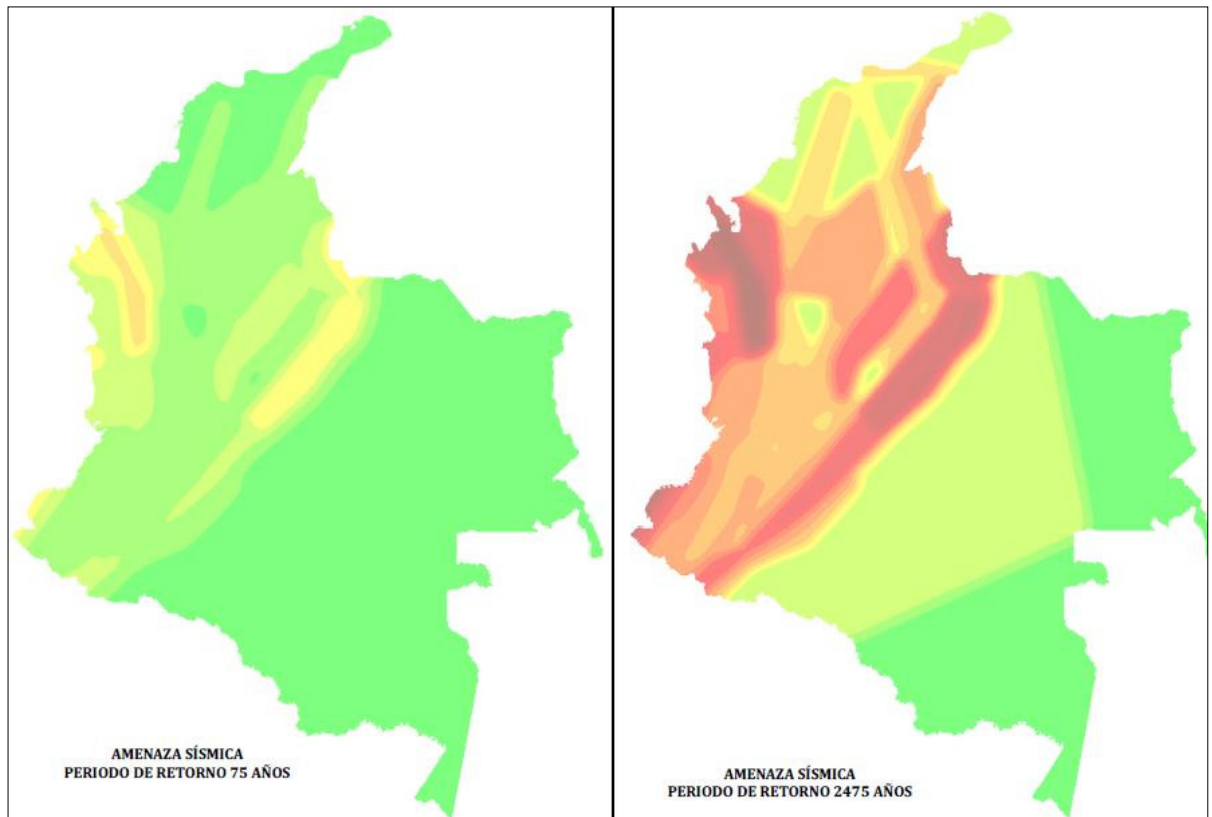 AMENAZA SÍSMICA
PERIODO DE RETORNO 75 AÑOS
AMENAZA SÍSMICA
PERIODO DE RETORNO 2475 AÑOS